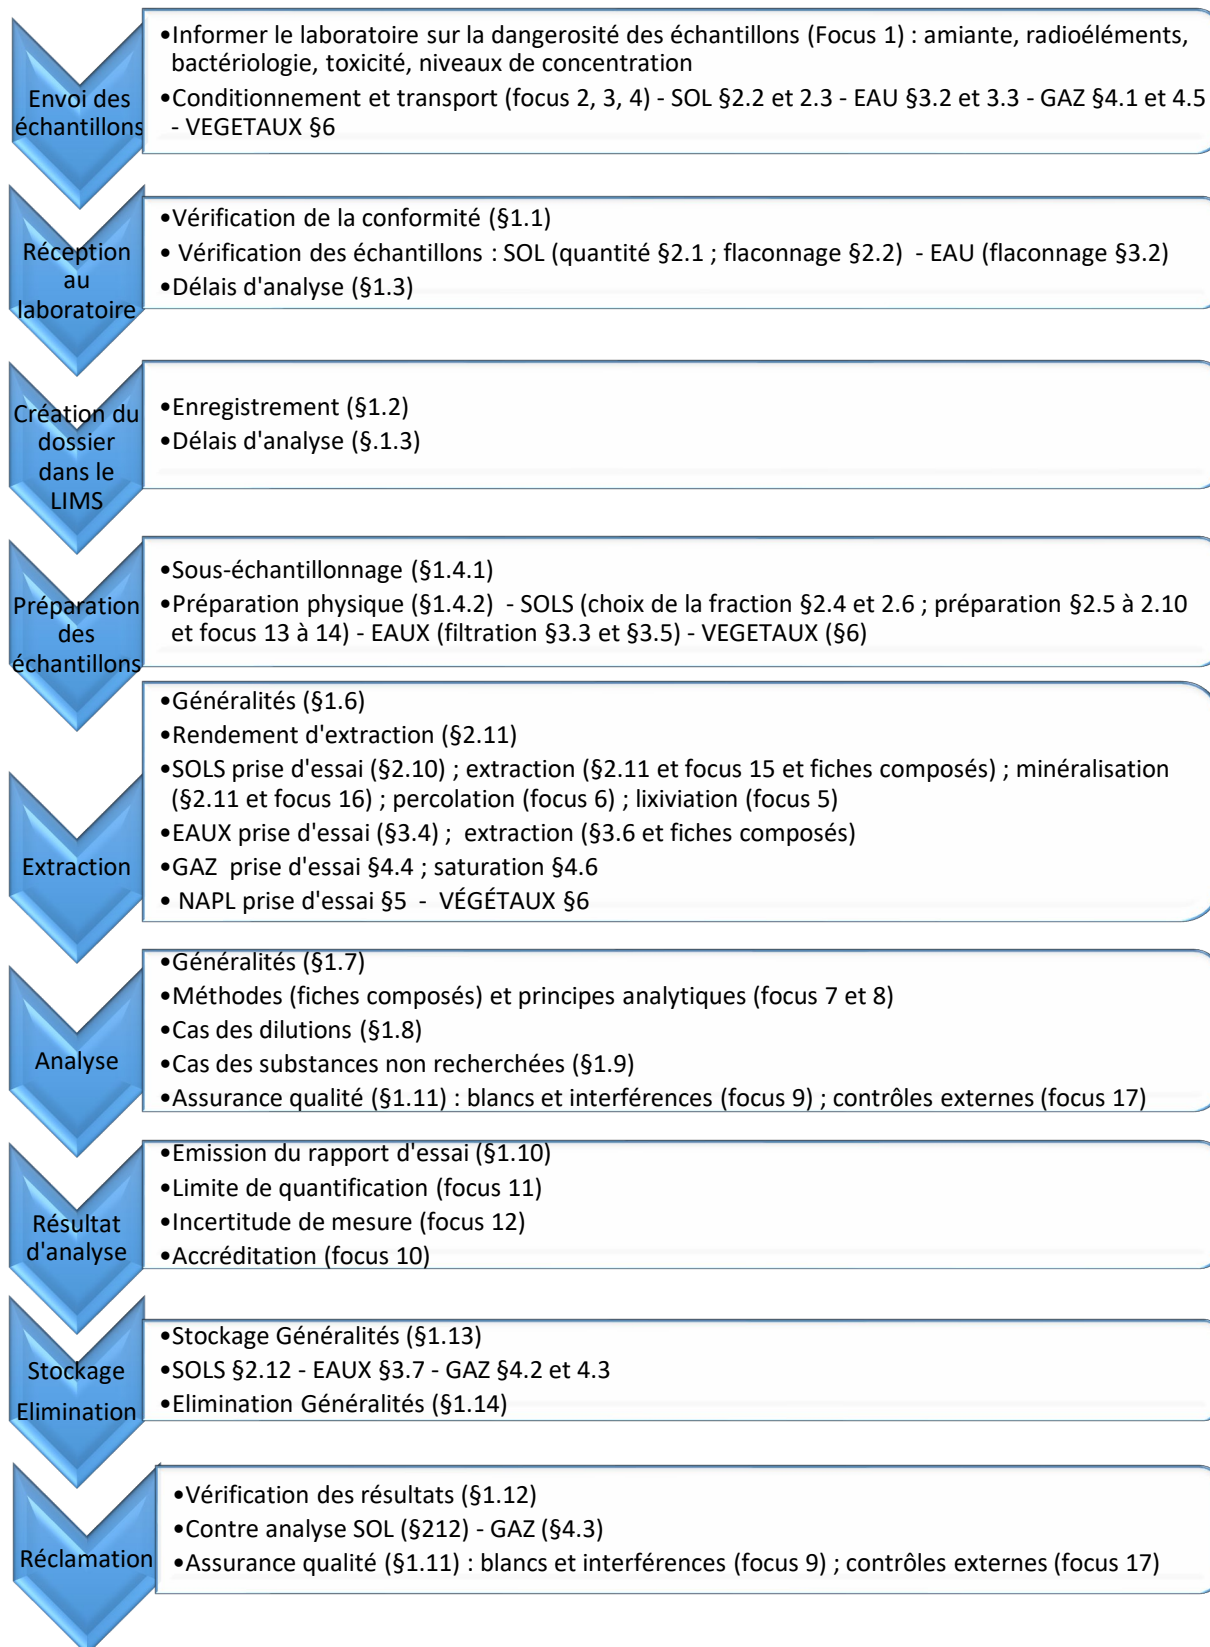 Envoi des
échantillons
•Informer le laboratoire sur la dangerosité des échantillons (Focus 1) : amiante, radioéléments,
bactériologie, toxicité, niveaux de concentration
•Conditionnement et transport (focus 2, 3, 4) - SOL §2.2 et 2.3 - EAU §3.2 et 3.3 - GAZ §4.1 et 4.5
- VEGETAUX §6
Réception
au
laboratoire
•Vérification de la conformité (§1.1)
• Vérification des échantillons : SOL (quantité §2.1 ; flaconnage §2.2) - EAU (flaconnage §3.2)
•Délais d'analyse (§1.3)
Création du
dossier
dans le
LIMS
•Enregistrement (§1.2)
•Délais d'analyse (§.1.3)
Préparation
des
échantillons
•Sous-échantillonnage (§1.4.1)
•Préparation physique (§1.4.2) - SOLS (choix de la fraction §2.4 et 2.6 ; préparation §2.5 à 2.10
et focus 13 à 14) - EAUX (filtration §3.3 et §3.5) - VEGETAUX (§6)
Extraction
•Généralités (§1.6)
•Rendement d'extraction (§2.11)
•SOLS prise d'essai (§2.10) ; extraction (§2.11 et focus 15 et fiches composés) ; minéralisation
(§2.11 et focus 16) ; percolation (focus 6) ; lixiviation (focus 5)
•EAUX prise d'essai (§3.4) ; extraction (§3.6 et fiches composés)
•GAZ prise d'essai §4.4 ; saturation §4.6
• NAPL prise d'essai §5 - VÉGÉTAUX §6
Analyse
•Généralités (§1.7)
•Méthodes (fiches composés) et principes analytiques (focus 7 et 8)
•Cas des dilutions (§1.8)
•Cas des substances non recherchées (§1.9)
•Assurance qualité (§1.11) : blancs et interférences (focus 9) ; contrôles externes (focus 17)
Résultat
d'analyse
•Emission du rapport d'essai (§1.10)
•Limite de quantification (focus 11)
•Incertitude de mesure (focus 12)
•Accréditation (focus 10)
Stockage
Elimination
•Stockage Généralités (§1.13)
•SOLS §2.12 - EAUX §3.7 - GAZ §4.2 et 4.3
•Elimination Généralités (§1.14)
Réclamation
•Vérification des résultats (§1.12)
•Contre analyse SOL (§212) - GAZ (§4.3)
•Assurance qualité (§1.11) : blancs et interférences (focus 9) ; contrôles externes (focus 17)